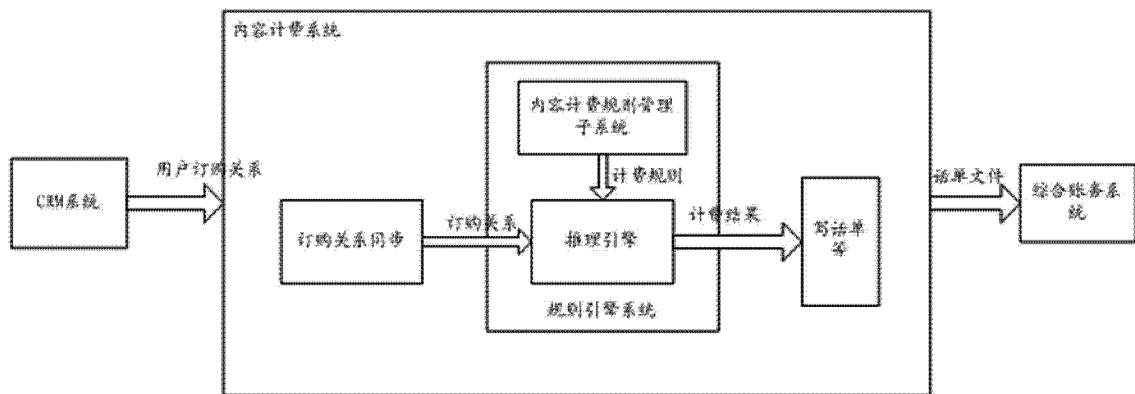 内容计费系统
内容计费规则管理
子系统
用户订购关系
计费规则
话单文件
CRM系统
订购关系同步
订购关系
推理引擎
计费结果
写话单
等
综合账务系
统
规则引擎系统